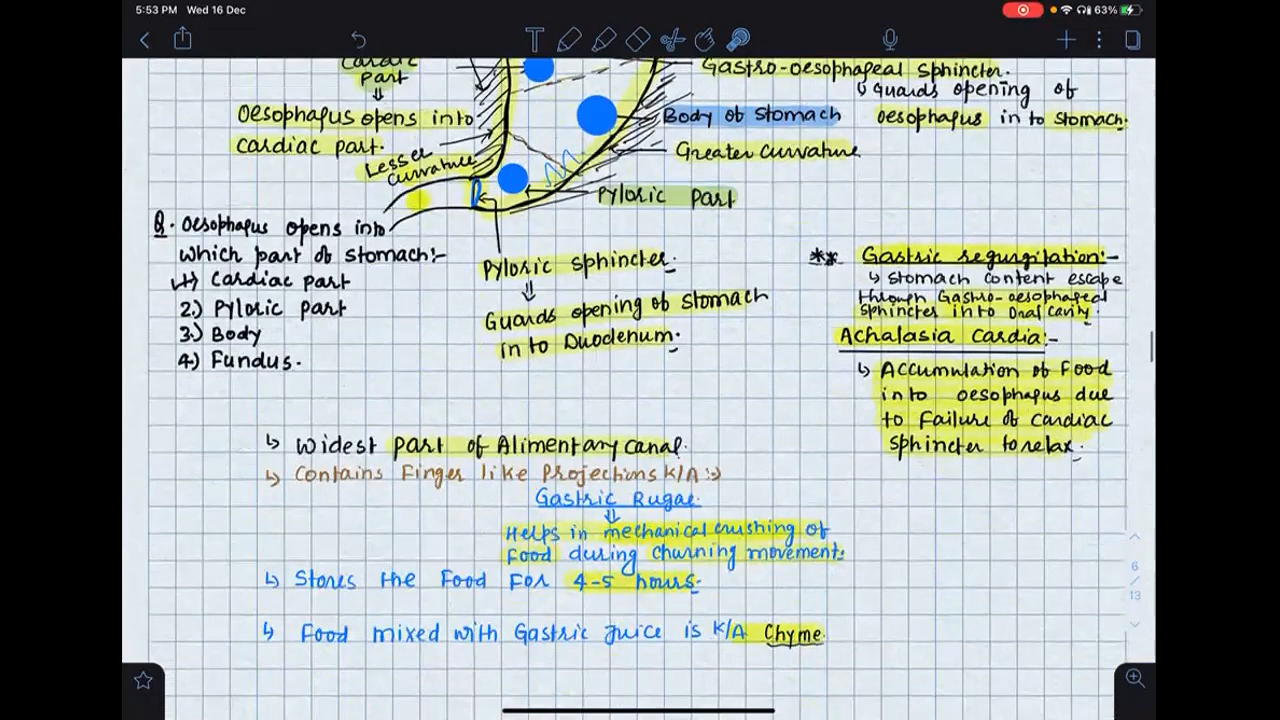 5:53 PM Wed 16 Dec
63%
T
Cardiac
Part
Oesophagus opens into
cardiac part.
Lesser
curvature
Gastro-oesophageal Sphincter.
Guards opening of
oesophagus in to stomach.
Body of Stomach
Greater curvature
Pyloric Part
Pyloric Sphincter.
Guards opening of Stomach
in to Duodenum.
Q. Oesophagus opens into
which part of stomach:-
1) Cardiac part
2.) Pyloric part
3.) Body
4.) Fundus.
** Gastric regurgitation:-
Stomach content escape
through Gastro-oesophageal
Sphincter into Oral cavity.
Achalasia Cardia:-
Accumulation of Food
into oesophagus due
to Failure of cardiac
Sphincter to relax.
Widest part of Alimentary canal.
Contains Finger like Projections K/A :->
Gastric Rugae
Helps in mechanical crushing of
Food during churning movement.
Stores the Food For 4-5 hours.
Food mixed with Gastric Juice is K/A Chyme.
6
/
13